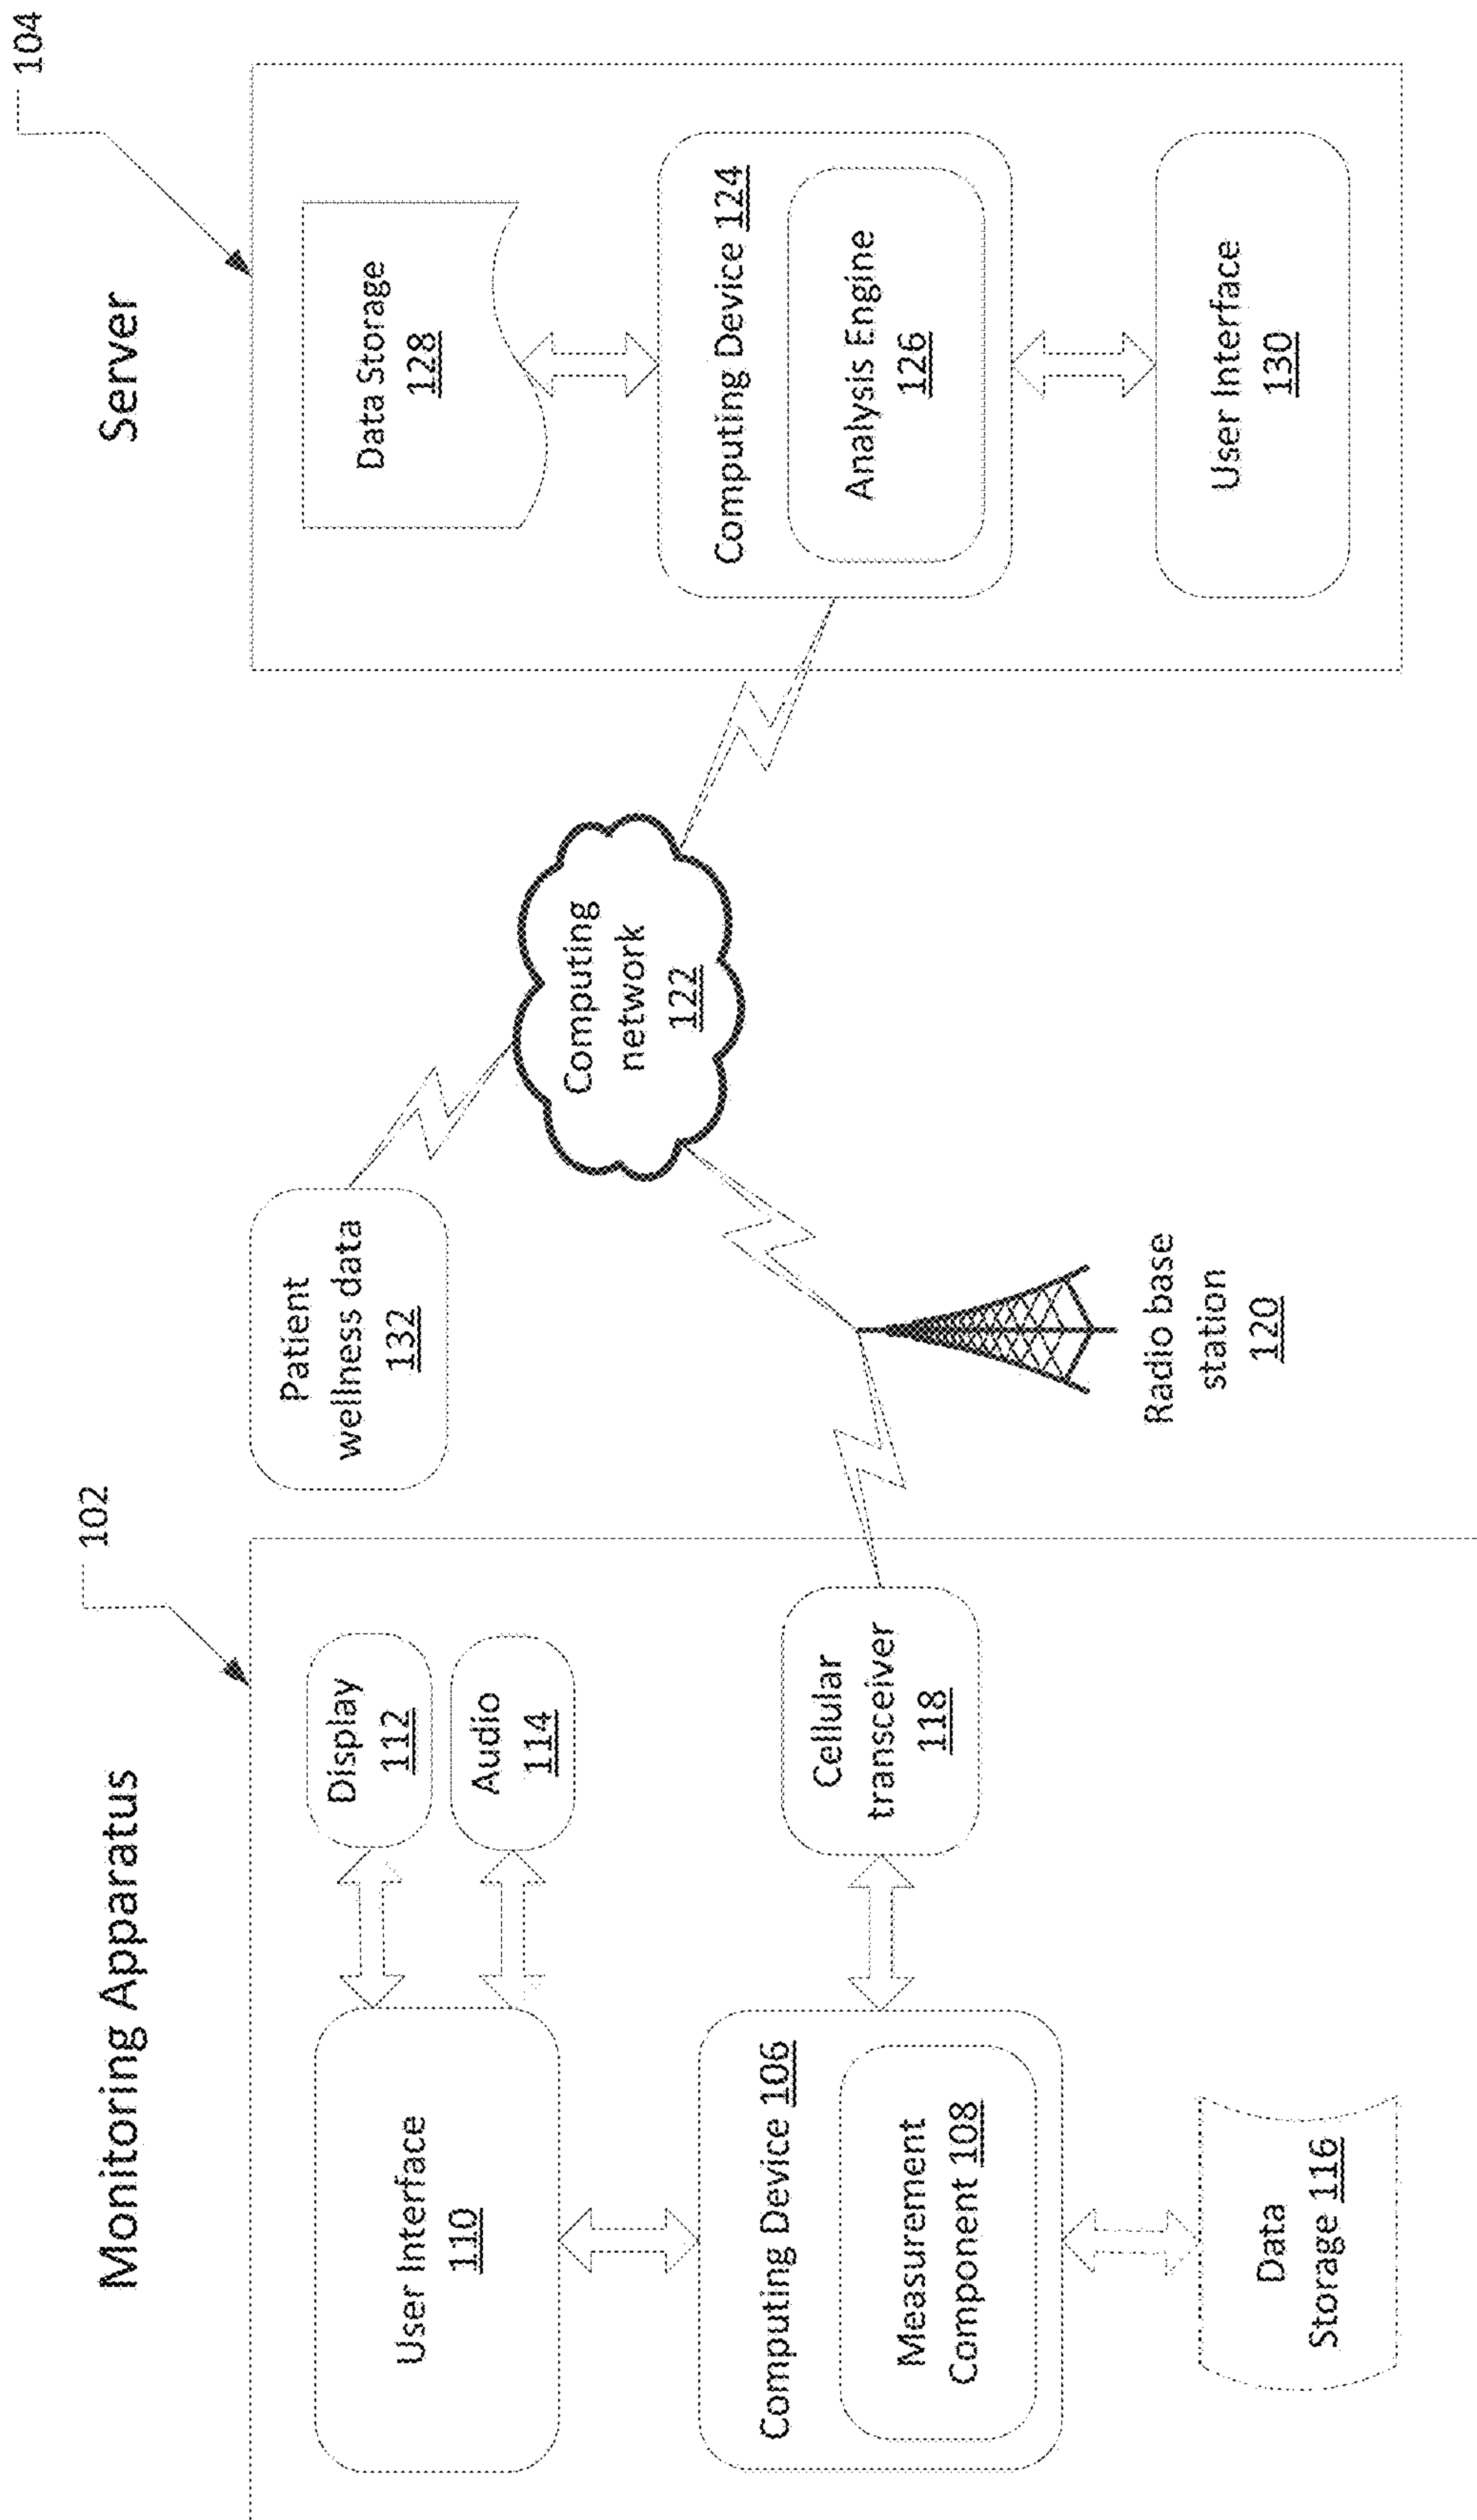 Monitoring Apparatus
102
User Interface
110
Display
112
Audio
114
Computing Device 106
Measurement
Component 108
Cellular
transceiver
118
Data
Storage 116
Patient
wellness data
132
Computing
network
122
Radio base
station
120
Server
104
Data Storage
128
Computing Device 124
Analysis Engine
126
User Interface
130